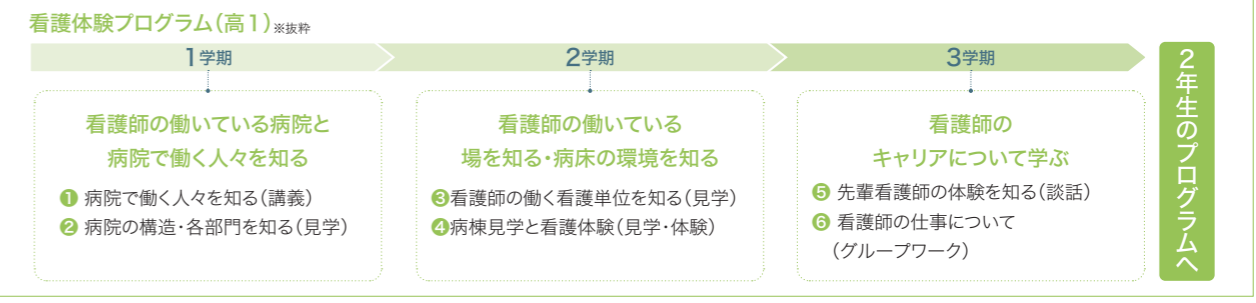 看護体験プログラム(高1)※抜粋
1学期
2学期
3学期
看護師の働いている病院と
病院で働く人々を知る
❶ 病院で働く人々を知る(講義)
❷ 病院の構造・各部門を知る(見学)
看護師の働いている
場を知る・病床の環境を知る
❸看護師の働く看護単位を知る(見学)
❹病棟見学と看護体験(見学・体験)
看護師の
キャリアについて学ぶ
❺ 先輩看護師の体験を知る(談話)
❻ 看護師の仕事について
(グループワーク)
2年生のプログラムへ